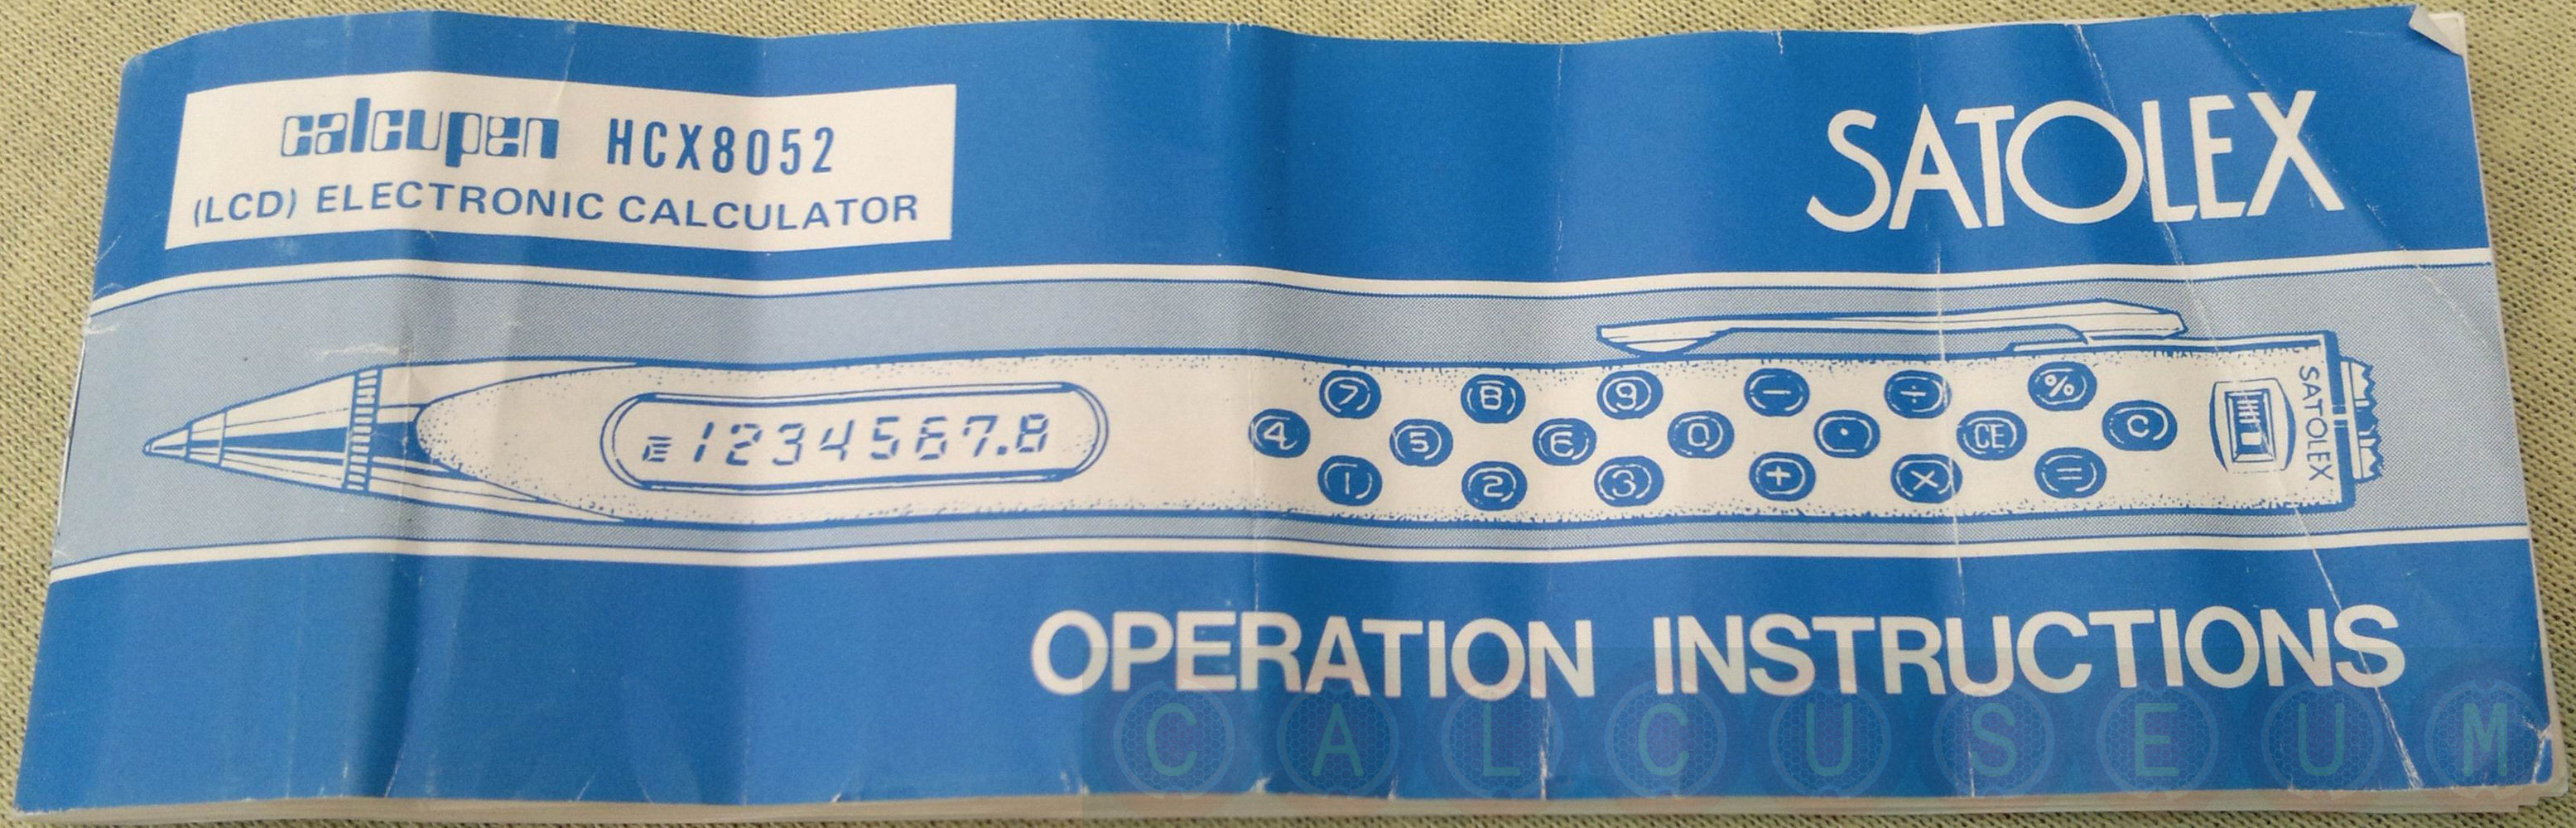 calcupen HCX8052
(LCD) ELECTRONIC CALCULATOR
SATOLEX
1234567.8
7 8 9 − ÷ %
4 5 6 0 • CE C
1 2 3 + × =
SATOLEX
OPERATION INSTRUCTIONS
CALCUSEUM